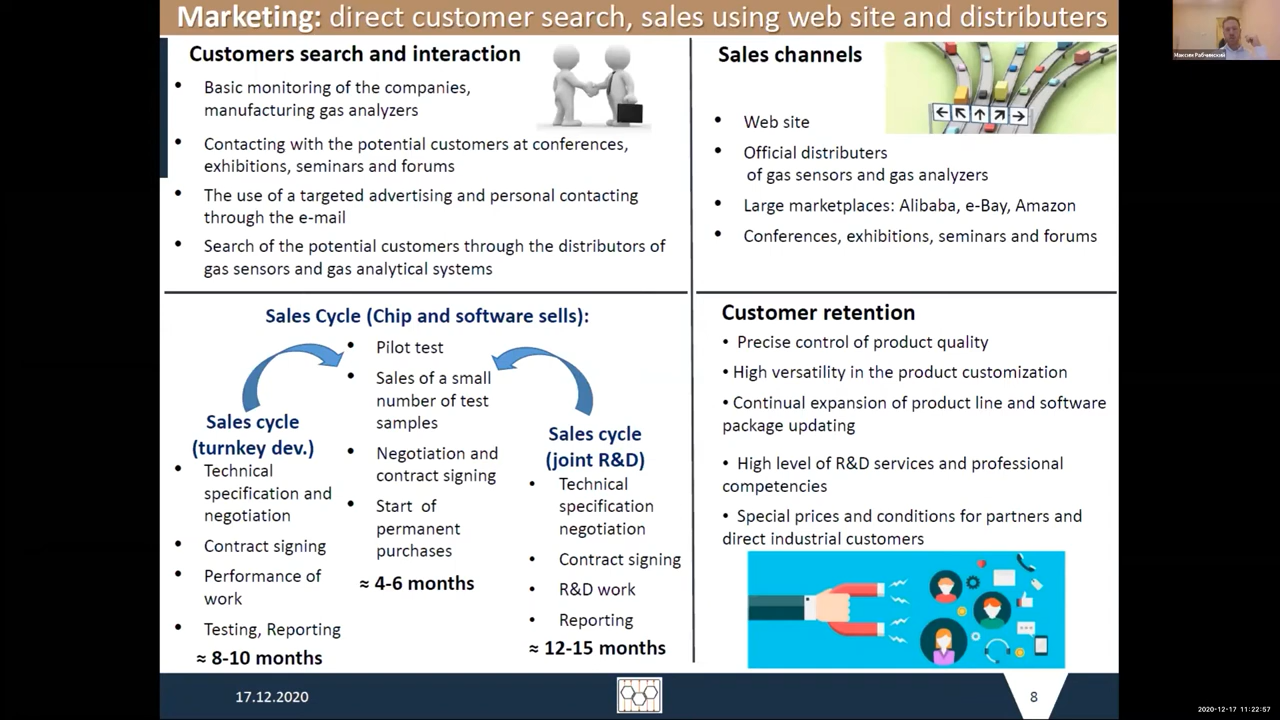 Marketing: direct customer search, sales using web site and distributers
Customers search and interaction
• Basic monitoring of the companies,
manufacturing gas analyzers
• Contacting with the potential customers at conferences,
exhibitions, seminars and forums
• The use of a targeted advertising and personal contacting
through the e-mail
• Search of the potential customers through the distributors of
gas sensors and gas analytical systems
Sales channels
• Web site
• Official distributers
of gas sensors and gas analyzers
• Large marketplaces: Alibaba, e-Bay, Amazon
• Conferences, exhibitions, seminars and forums
Sales Cycle (Chip and software sells):
• Pilot test
• Sales of a small
number of test
samples
• Negotiation and
contract signing
• Start of
permanent
purchases
≈ 4-6 months
Sales cycle
(turnkey dev.)
• Technical
specification and
negotiation
• Contract signing
• Performance of
work
• Testing, Reporting
≈ 8-10 months
Sales cycle
(joint R&D)
• Technical
specification
negotiation
• Contract signing
• R&D work
• Reporting
≈ 12-15 months
Customer retention
• Precise control of product quality
• High versatility in the product customization
• Continual expansion of product line and software
package updating
• High level of R&D services and professional
competencies
• Special prices and conditions for partners and
direct industrial customers
17.12.2020
8
Максим Рабчинский
2020-12-17 11:22:57